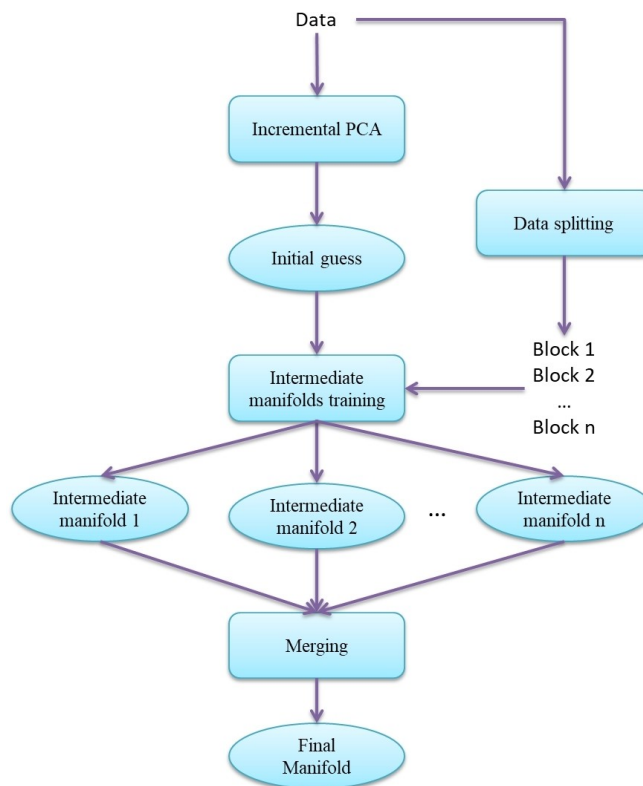 Data
Incremental PCA
Data splitting
Initial guess
Block 1
Block 2
...
Block n
Intermediate
manifolds training
Intermediate
manifold 1
Intermediate
manifold 2
...
Intermediate
manifold n
Merging
Final
Manifold